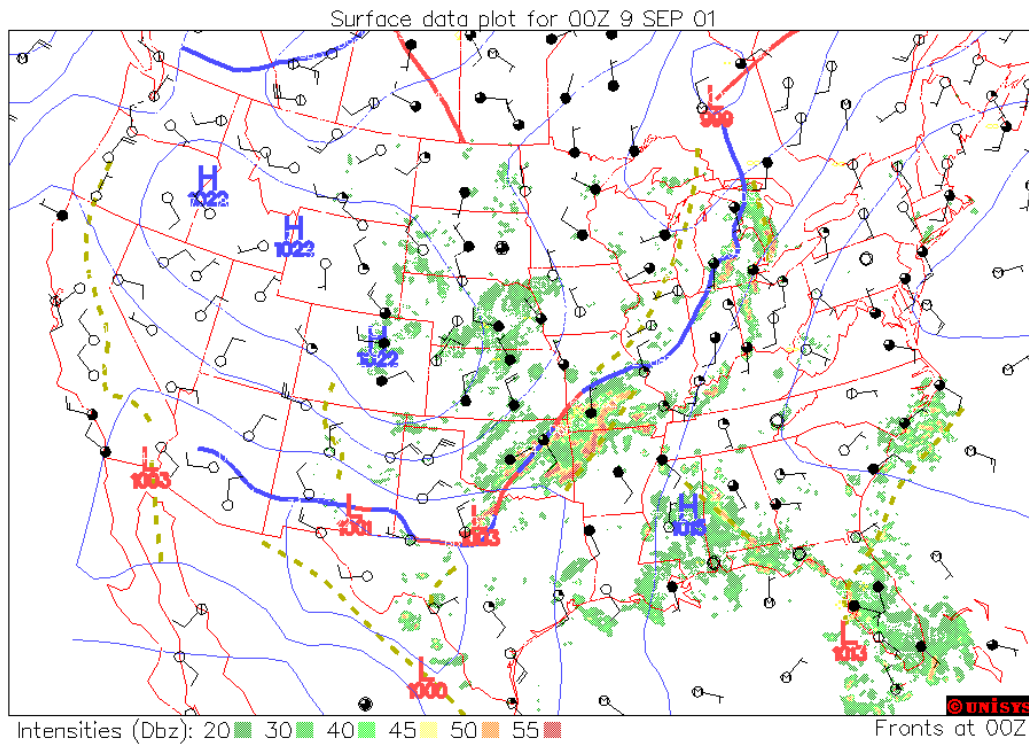 Surface data plot for 00Z 9 SEP 01
L
H
1022
H
1022
H
1022
L
1003
L
1001
L
H
1015
L
1013
L
1000
© UNISYS
Intensities (Dbz): 20 30 40 45 50 55
Fronts at 00Z